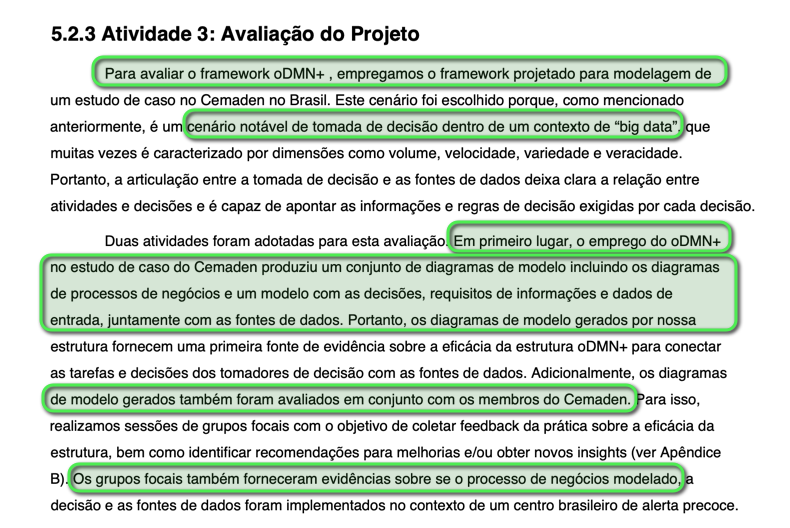 5.2.3 Atividade 3: Avaliação do Projeto
Para avaliar o framework oDMN+ , empregamos o framework projetado para modelagem de
um estudo de caso no Cemaden no Brasil. Este cenário foi escolhido porque, como mencionado
anteriormente, é um cenário notável de tomada de decisão dentro de um contexto de “big data”. que
muitas vezes é caracterizado por dimensões como volume, velocidade, variedade e veracidade.
Portanto, a articulação entre a tomada de decisão e as fontes de dados deixa clara a relação entre
atividades e decisões e é capaz de apontar as informações e regras de decisão exigidas por cada decisão.
Duas atividades foram adotadas para esta avaliação. Em primeiro lugar, o emprego do oDMN+
no estudo de caso do Cemaden produziu um conjunto de diagramas de modelo incluindo os diagramas
de processos de negócios e um modelo com as decisões, requisitos de informações e dados de
entrada, juntamente com as fontes de dados. Portanto, os diagramas de modelo gerados por nossa
estrutura fornecem uma primeira fonte de evidência sobre a eficácia da estrutura oDMN+ para conectar
as tarefas e decisões dos tomadores de decisão com as fontes de dados. Adicionalmente, os diagramas
de modelo gerados também foram avaliados em conjunto com os membros do Cemaden. Para isso,
realizamos sessões de grupos focais com o objetivo de coletar feedback da prática sobre a eficácia da
estrutura, bem como identificar recomendações para melhorias e/ou obter novos insights (ver Apêndice
B). Os grupos focais também forneceram evidências sobre se o processo de negócios modelado, a
decisão e as fontes de dados foram implementados no contexto de um centro brasileiro de alerta precoce.